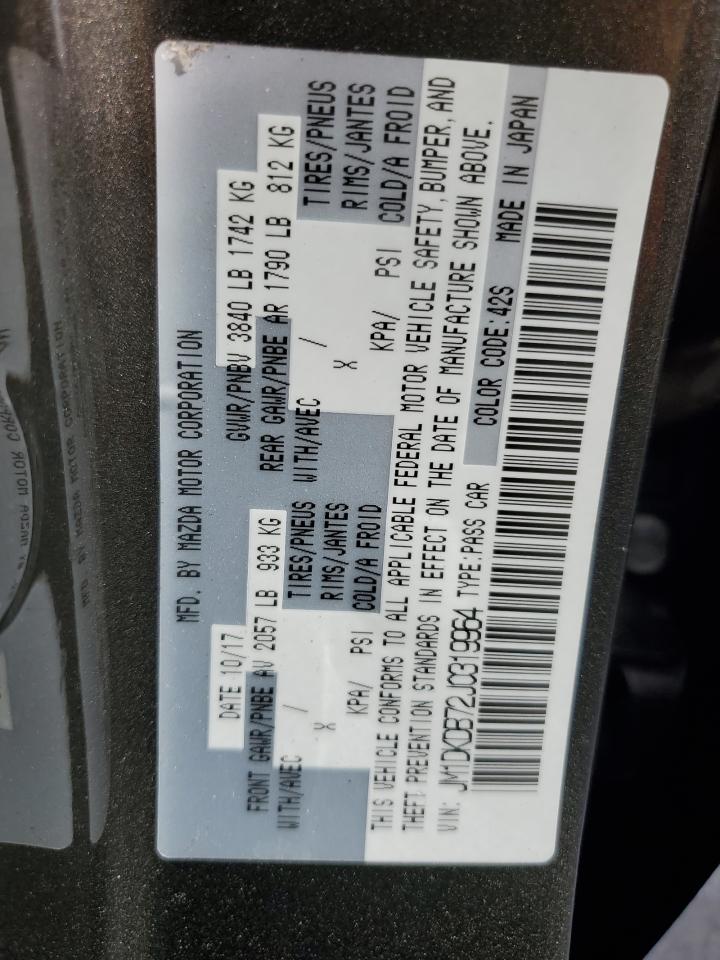 MFD. BY MAZDA MOTOR CORPORATION
DATE 10/17 GVWR/PNBV 3840 LB 1742 KG
FRONT GAWR/PNBE AV 2057 LB 933 KG REAR GAWR/PNBE AR 1790 LB 812 KG
WITH/AVEC / TIRES/PNEUS WITH/AVEC / TIRES/PNEUS
X RIMS/JANTES X RIMS/JANTES
KPA/ PSI COLD/A FROID KPA/ PSI COLD/A FROID
THIS VEHICLE CONFORMS TO ALL APPLICABLE FEDERAL MOTOR VEHICLE SAFETY, BUMPER, AND
THEFT PREVENTION STANDARDS IN EFFECT ON THE DATE OF MANUFACTURE SHOWN ABOVE.
VIN: JM1DKDB72J0319964 TYPE:PASS CAR COLOR CODE:42S MADE IN JAPAN